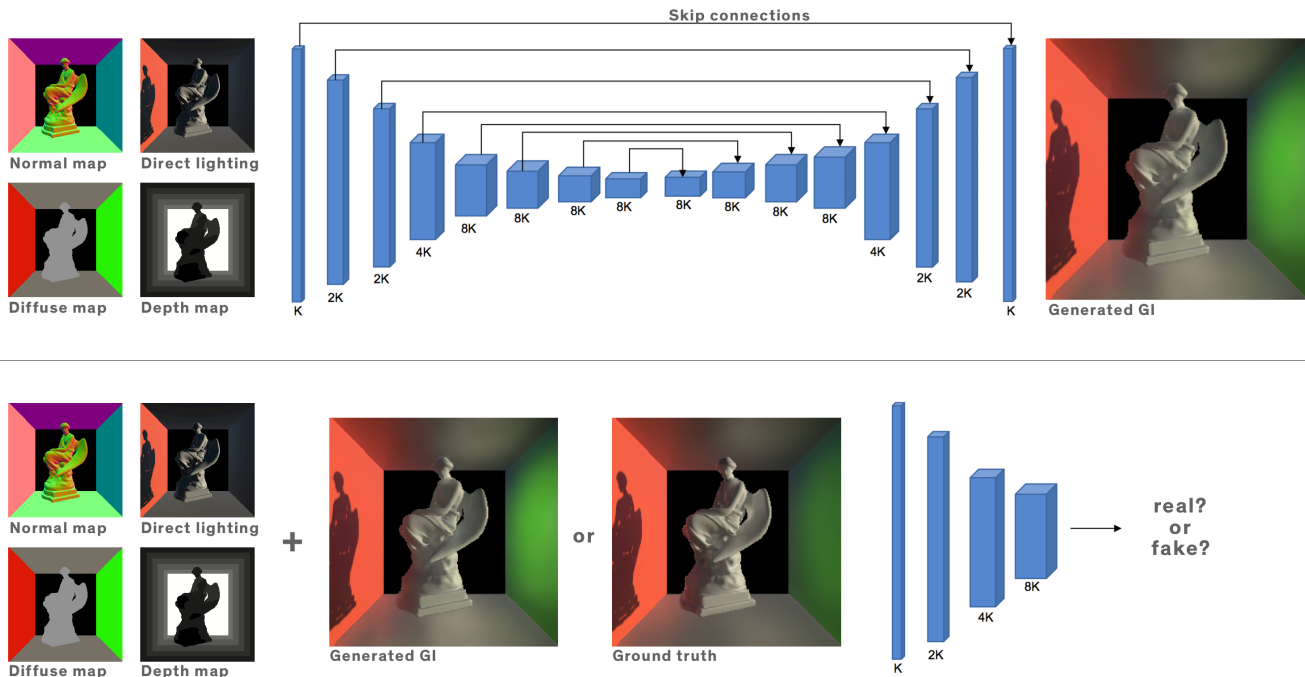 Skip connections
Normal map
Direct lighting
Diffuse map
Depth map
K
2K
2K
4K
8K
8K
8K
8K
8K
8K
8K
8K
4K
2K
2K
K
Generated GI
Normal map
Direct lighting
Diffuse map
Depth map
+
Generated GI
or
Ground truth
K
2K
4K
8K
real?
or
fake?